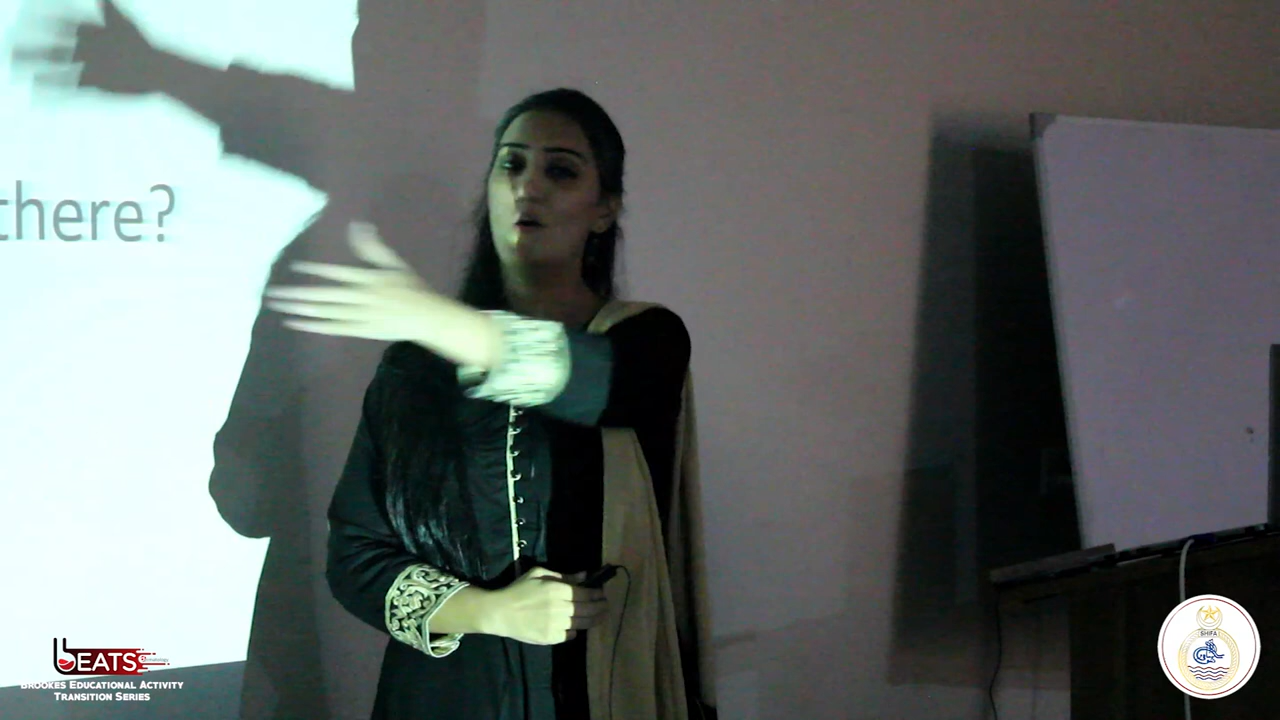 there?
bEATS
BROOKES EDUCATIONAL ACTIVITY
TRANSITION SERIES
SHIFA